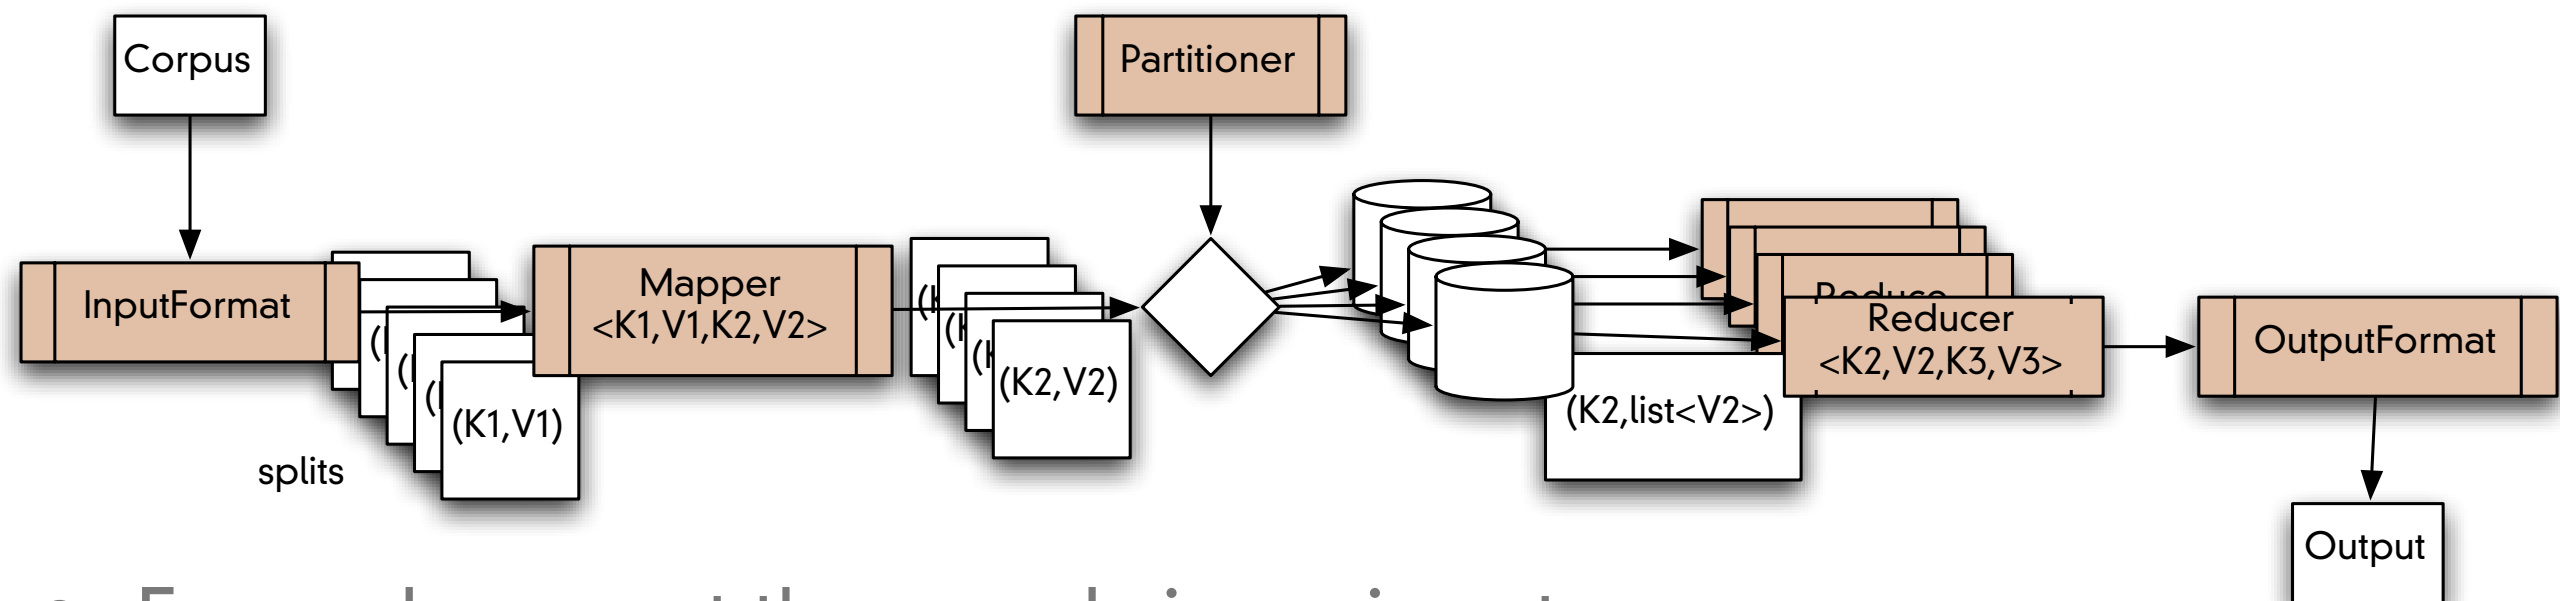 Corpus
Partitioner
InputFormat
Mapper
<K1,V1,K2,V2>
(K1,V1)
splits
(K2,V2)
(K2,list<V2>)
Reducer
<K2,V2,K3,V3>
OutputFormat
Output